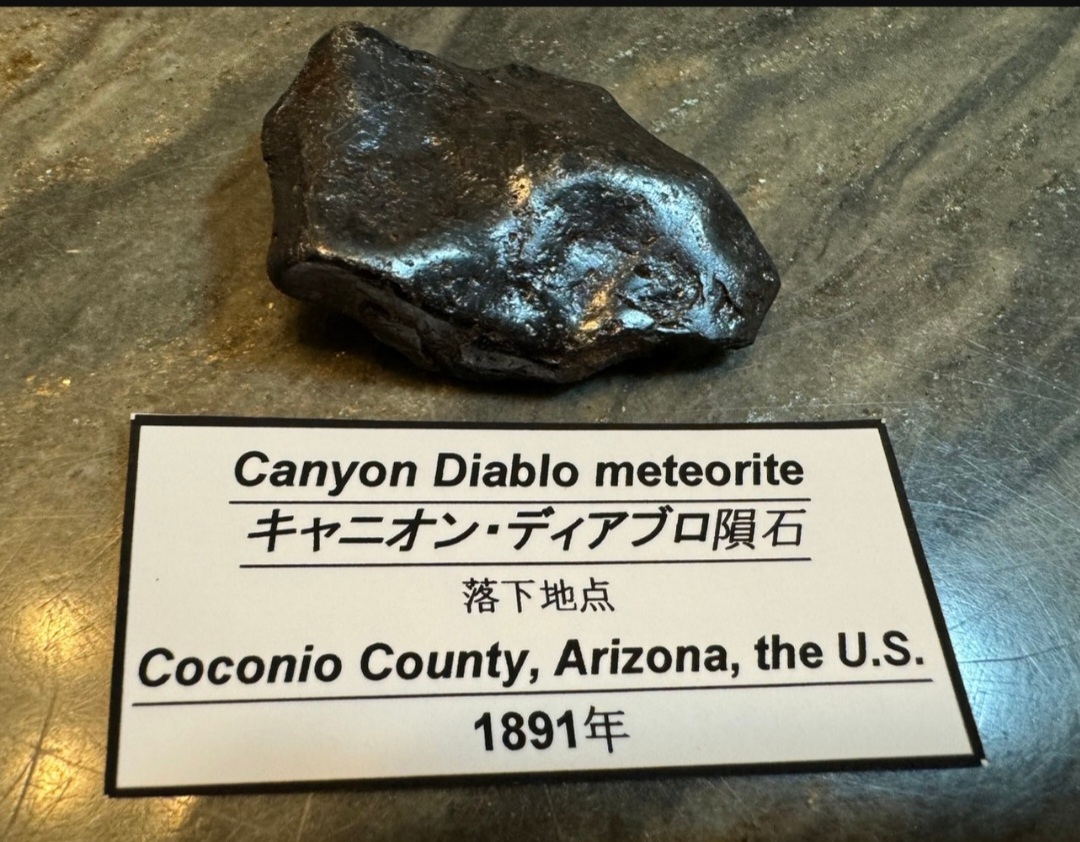 Canyon Diablo meteorite
キャニオン・ディアブロ隕石
落下地点
Coconio County, Arizona, the U.S.
1891年